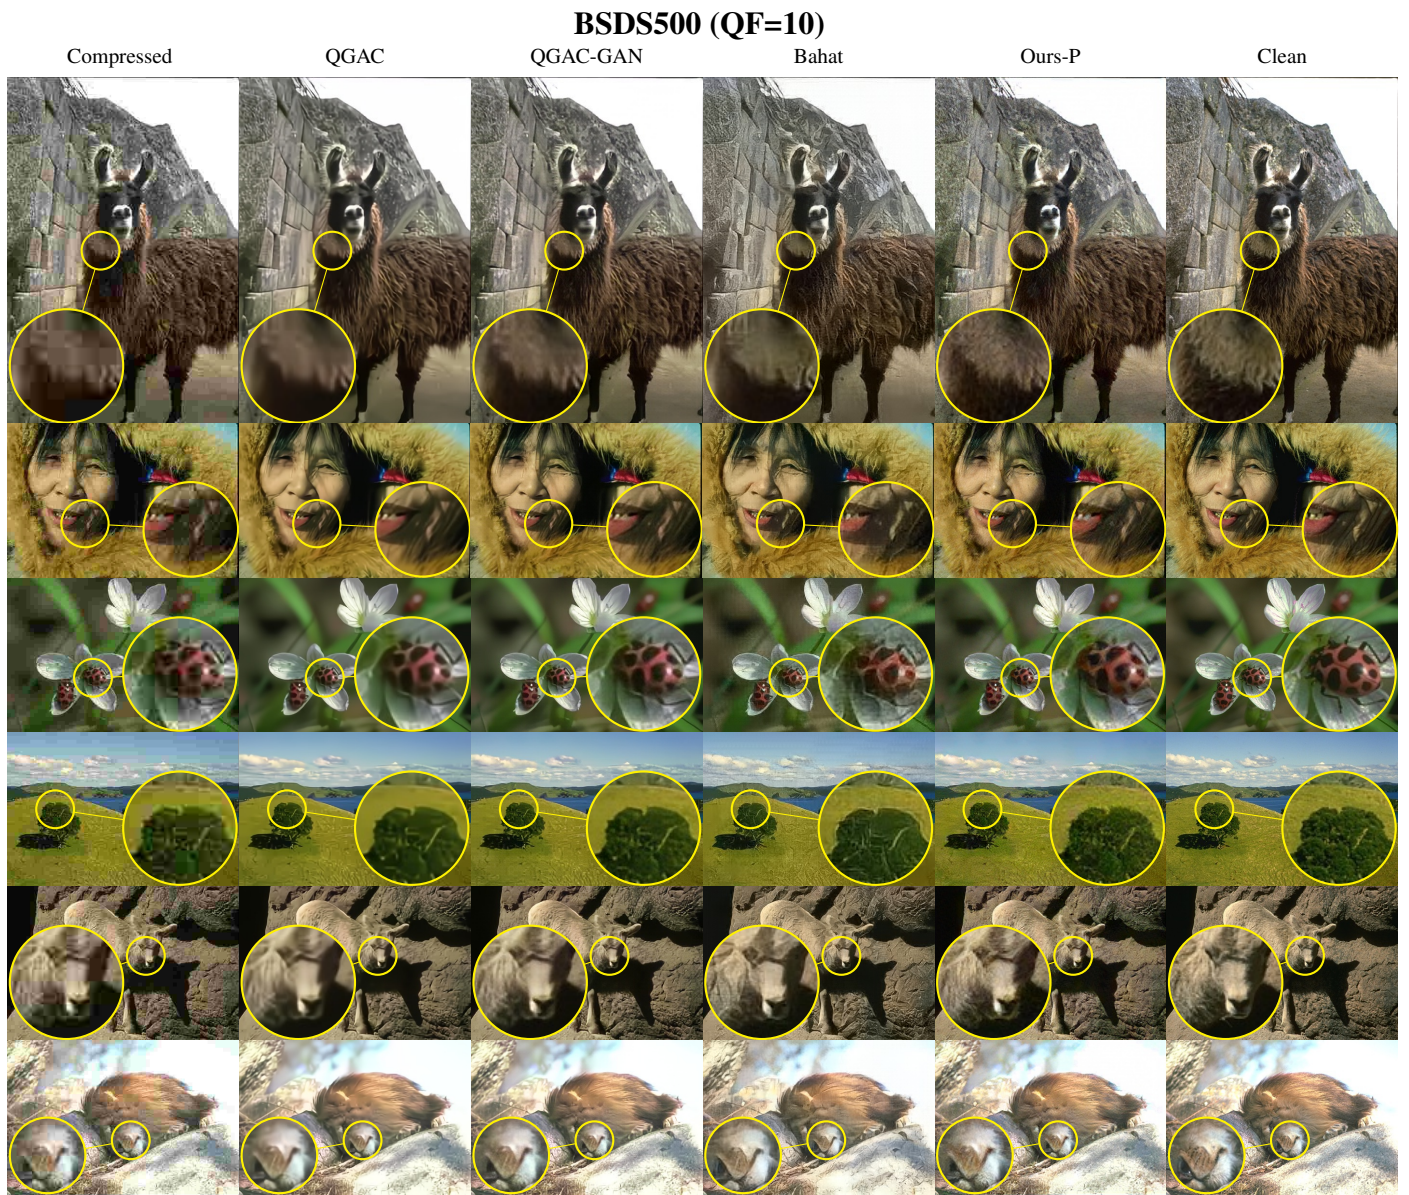 BSDS500 (QF=10)
Compressed QGAC QGAC-GAN Bahat Ours-P Clean